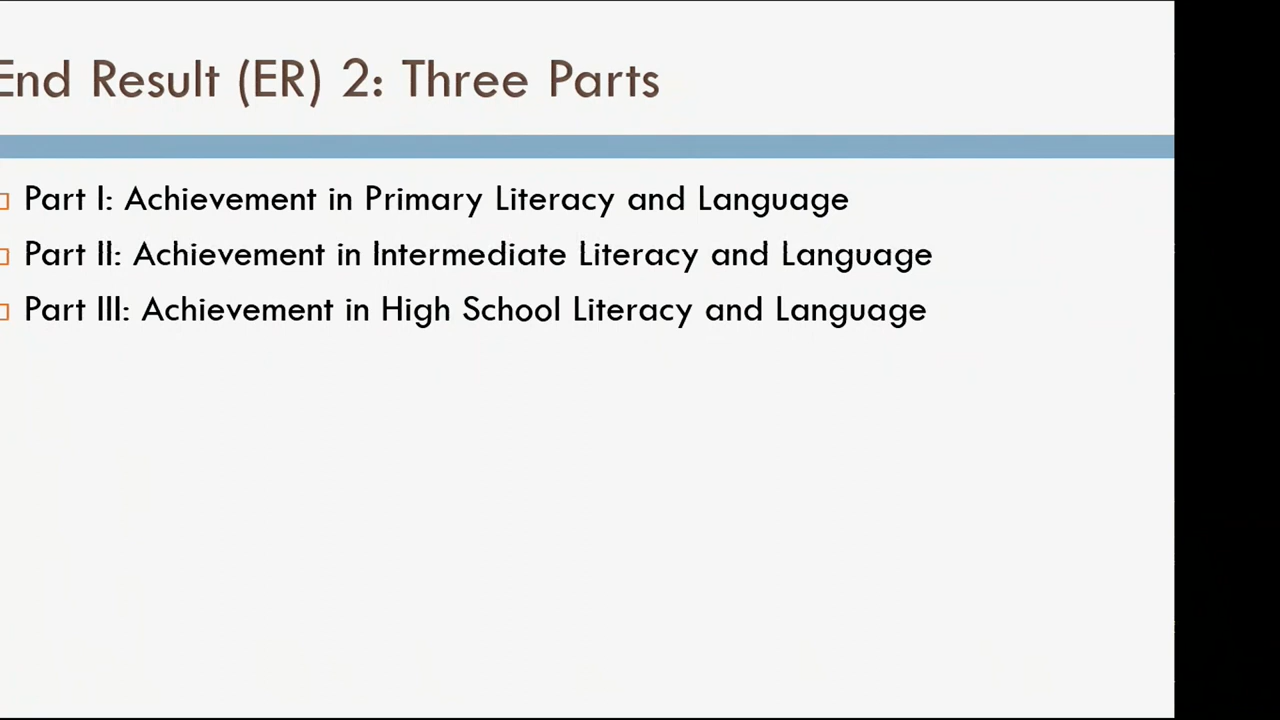 End Result (ER) 2: Three Parts
Part I: Achievement in Primary Literacy and Language
Part II: Achievement in Intermediate Literacy and Language
Part III: Achievement in High School Literacy and Language